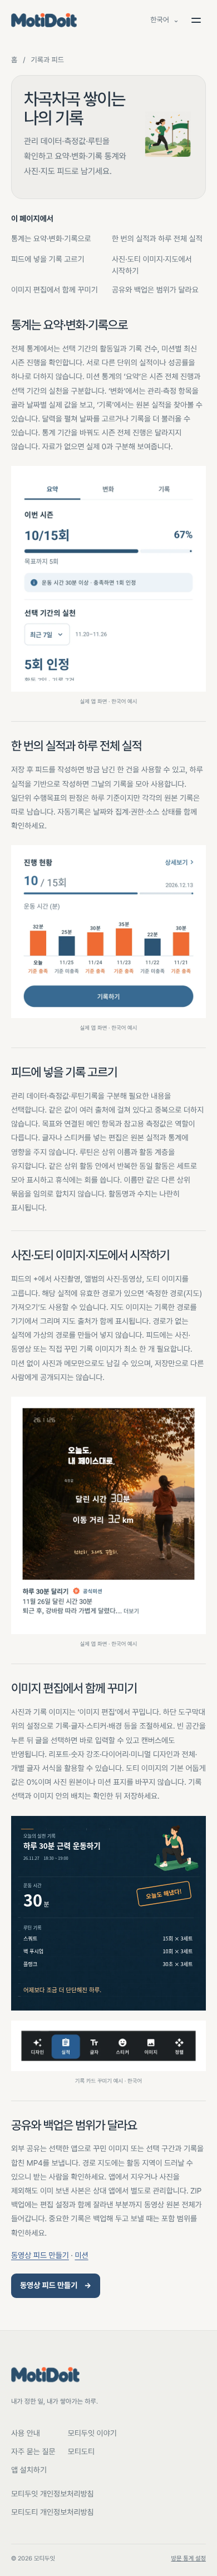 MotiDoit
한국어
홈 / 기록과 피드
차곡차곡 쌓이는
나의 기록
관리 데이터·측정값·루틴을
확인하고 요약·변화·기록 통계와
사진·지도 피드로 남기세요.
이 페이지에서
통계는 요약·변화·기록으로
한 번의 실적과 하루 전체 실적
피드에 넣을 기록 고르기
사진·도티 이미지·지도에서
시작하기
이미지 편집에서 함께 꾸미기
공유와 백업은 범위가 달라요
통계는 요약·변화·기록으로
전체 통계에서는 선택 기간의 활동일과 기록 건수, 미션별 최신
시즌 진행을 확인합니다. 서로 다른 단위의 실적이나 성공률을
하나로 더하지 않습니다. 미션 통계의 '요약'은 시즌 전체 진행과
선택 기간의 실천을 구분합니다. '변화'에서는 관리·측정 항목을
골라 날짜별 실제 값을 보고, '기록'에서는 원본 실적을 찾아볼 수
있습니다. 달력을 펼쳐 날짜를 고르거나 기록을 더 불러올 수
있습니다. 통계 기간을 바꿔도 시즌 전체 진행은 달라지지
않습니다. 자료가 없으면 실제 0과 구분해 보여줍니다.
요약
변화
기록
이번 시즌
10/15회
67%
목표까지 5회
운동 시간 30분 이상 · 충족하면 1회 인정
선택 기간의 실천
최근 7일
11.20~11.26
5회 인정
실제 앱 화면 · 한국어 예시
한 번의 실적과 하루 전체 실적
저장 후 피드를 작성하면 방금 남긴 한 건을 사용할 수 있고, 하루
실적을 기반으로 작성하면 그날의 기록을 모아 사용합니다.
일단위 수행목표의 판정은 하루 기준이지만 각각의 원본 기록은
따로 남습니다. 자동기록은 날짜와 집계·권한·소스 상태를 함께
확인하세요.
진행 현황
상세보기
10 / 15회
2026.12.13
운동 시간 (분)
32분
25분
30분
35분
22분
30분
오늘
11/25
11/24
11/23
11/22
11/21
기준 충족
기준 미충족
기준 충족
기준 충족
기준 미충족
기준 충족
기록하기
실제 앱 화면 · 한국어 예시
피드에 넣을 기록 고르기
관리 데이터·측정값·루틴기록을 구분해 필요한 내용을
선택합니다. 같은 값이 여러 출처에 걸쳐 있다고 중복으로 더하지
않습니다. 목표와 연결된 메인 항목과 참고용 측정값은 역할이
다릅니다. 글자나 스티커를 넣는 편집은 원본 실적과 통계에
영향을 주지 않습니다. 루틴은 상위 이름과 활동 계층을
유지합니다. 같은 상위 활동 안에서 반복한 동일 활동은 세트로
모아 표시하고 휴식에는 회를 씁니다. 이름만 같은 다른 상위
묶음을 임의로 합치지 않습니다. 활동명과 수치는 나란히
표시됩니다.
사진·도티 이미지·지도에서 시작하기
피드의 +에서 사진촬영, 앨범의 사진·동영상, 도티 이미지를
고릅니다. 해당 실적에 유효한 경로가 있으면 '측정한 경로(지도)
가져오기'도 사용할 수 있습니다. 지도 이미지는 기록한 경로를
기기에서 그리며 지도 출처가 함께 표시됩니다. 경로가 없는
실적에 가상의 경로를 만들어 넣지 않습니다. 피드에는 사진·
동영상 또는 직접 꾸민 기록 이미지가 최소 한 개 필요합니다.
미션 없이 사진과 메모만으로도 남길 수 있으며, 저장만으로 다른
사람에게 공개되지는 않습니다.
오늘도,
내 페이스대로.
달린 시간 30분
이동 거리 3.2 km
하루 30분 달리기 공식미션
11월 26일 달린 시간 30분
퇴근 후, 강바람 따라 가볍게 달렸다.... 더보기
실제 앱 화면 · 한국어 예시
이미지 편집에서 함께 꾸미기
사진과 기록 이미지는 '이미지 편집'에서 꾸밉니다. 하단 도구막대
위의 설정으로 기록·글자·스티커·배경 등을 조절하세요. 빈 공간을
누른 뒤 글을 선택하면 바로 입력할 수 있고 캔버스에도
반영됩니다. 리포트·숫자 강조·다이어리·미니멀 디자인과 전체·
개별 글자 서식을 활용할 수 있습니다. 도티 이미지의 기본 어둡게
값은 0%이며 사진 원본이나 미션 표지를 바꾸지 않습니다. 기록
선택과 이미지 안의 배치는 확인한 뒤 저장하세요.
오늘의 실천 기록
하루 30분 근력 운동하기
운동 시간
30 분
오늘도 해냈다!
루틴 기록
스쿼트
15회 × 3세트
벽 푸시업
10회 × 3세트
플랭크
30초 × 3세트
어제보다 조금 더 단단해진 하루.
디자인
실적
글자
스티커
이미지
정렬
기록 카드 꾸미기 예시 · 한국어
공유와 백업은 범위가 달라요
외부 공유는 선택한 앱으로 꾸민 이미지 또는 선택 구간과 기록을
합친 MP4를 보냅니다. 경로 지도에는 활동 지역이 드러날 수
있으니 받는 사람을 확인하세요. 앱에서 지우거나 사진을
제외해도 이미 보낸 사본은 상대 앱에서 별도로 관리됩니다. ZIP
백업에는 편집 설정과 함께 잘라낸 부분까지 동영상 원본 전체가
들어갑니다. 중요한 기록은 백업해 두고 보낼 때는 포함 범위를
확인하세요.
동영상 피드 만들기 · 미션
동영상 피드 만들기 →
MotiDoit
내가 정한 일, 내가 쌓아가는 하루.
사용 안내
모티두잇 이야기
자주 묻는 질문
모티도티
앱 설치하기
모티두잇 개인정보처리방침
모티도티 개인정보처리방침
© 2026 모티두잇
방문 통계 설정